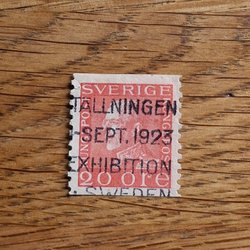 SVERIGE
TÄLLNINGEN
-SEPT. 1923
EXHIBITION
SWEDEN
20 ÖRE